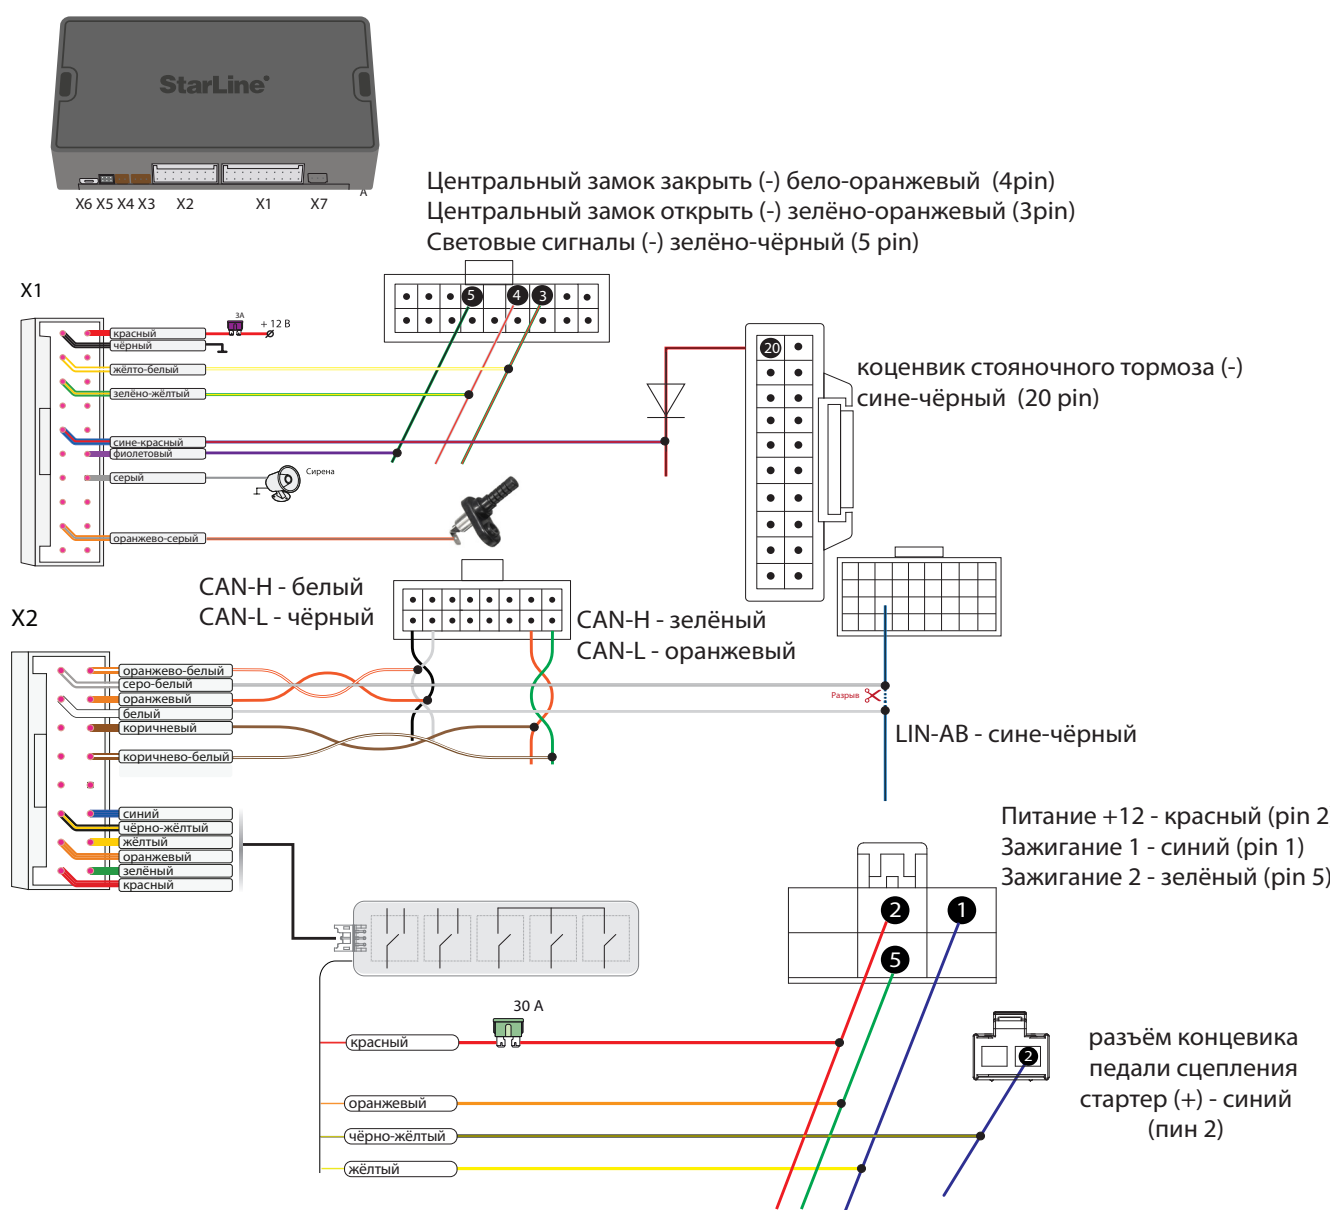 StarLine
X6 X5 X4 X3 X2 X1 X7
A
Центральный замок закрыть (-) бело-оранжевый (4pin)
Центральный замок открыть (-) зелёно-оранжевый (3pin)
Световые сигналы (-) зелёно-чёрный (5 pin)
X1
5 4 3
3A
+ 12 В
красный
чёрный
жёлто-белый
зелёно-жёлтый
сине-красный
фиолетовый
серый
Сирена
оранжево-серый
20
коценвик стояночного тормоза (-)
сине-чёрный (20 pin)
CAN-H - белый
CAN-L - чёрный
CAN-H - зелёный
CAN-L - оранжевый
X2
оранжево-белый
серо-белый
оранжевый
белый
коричневый
коричнево-белый
синий
чёрно-жёлтый
жёлтый
оранжевый
зелёный
красный
Разрыв
LIN-AB - сине-чёрный
Питание +12 - красный (pin 2
Зажигание 1 - синий (pin 1)
Зажигание 2 - зелёный (pin 5)
2 1
5
30 A
красный
оранжевый
чёрно-жёлтый
жёлтый
2
разъём концевика
педали сцепления
стартер (+) - синий
(пин 2)